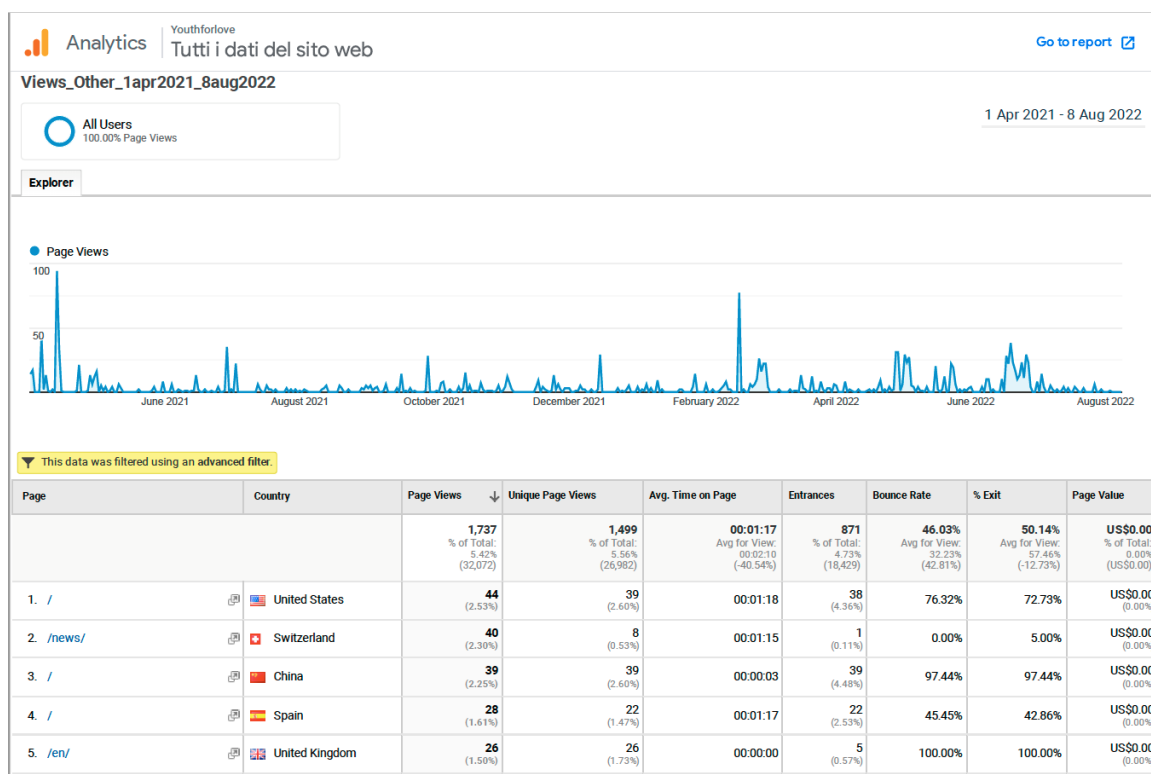 Analytics
Youthforlove
Tutti i dati del sito web
Go to report
Views_Other_1apr2021_8aug2022
All Users
100.00% Page Views
1 Apr 2021 - 8 Aug 2022
Explorer
Page Views
100
50
June 2021 August 2021 October 2021 December 2021 February 2022 April 2022 June 2022 August 2022
This data was filtered using an advanced filter.
Page Country Page Views Unique Page Views Avg. Time on Page Entrances Bounce Rate % Exit Page Value
1,737 1,499 00:01:17 871 46.03% 50.14% US$0.00
% of Total: % of Total: Avg for View: % of Total: Avg for View: Avg for View: % of Total:
5.42% 5.56% 00:02:10 4.73% 32.23% 57.46% 0.00%
(32,072) (26,982) (-40.54%) (18,429) (42.81%) (-12.73%) (US$0.00)
1. / United States 44 39 00:01:18 38 76.32% 72.73% US$0.00
(2.53%) (2.60%) (4.36%) (0.00%
2. /news/ Switzerland 40 8 00:01:15 1 0.00% 5.00% US$0.00
(2.30%) (0.53%) (0.11%) (0.00%
3. / China 39 39 00:00:03 39 97.44% 97.44% US$0.00
(2.25%) (2.60%) (4.48%) (0.00%
4. / Spain 28 22 00:01:17 22 45.45% 42.86% US$0.00
(1.61%) (1.47%) (2.53%) (0.00%
5. /en/ United Kingdom 26 26 00:00:00 5 100.00% 100.00% US$0.00
(1.50%) (1.73%) (0.57%) (0.00%